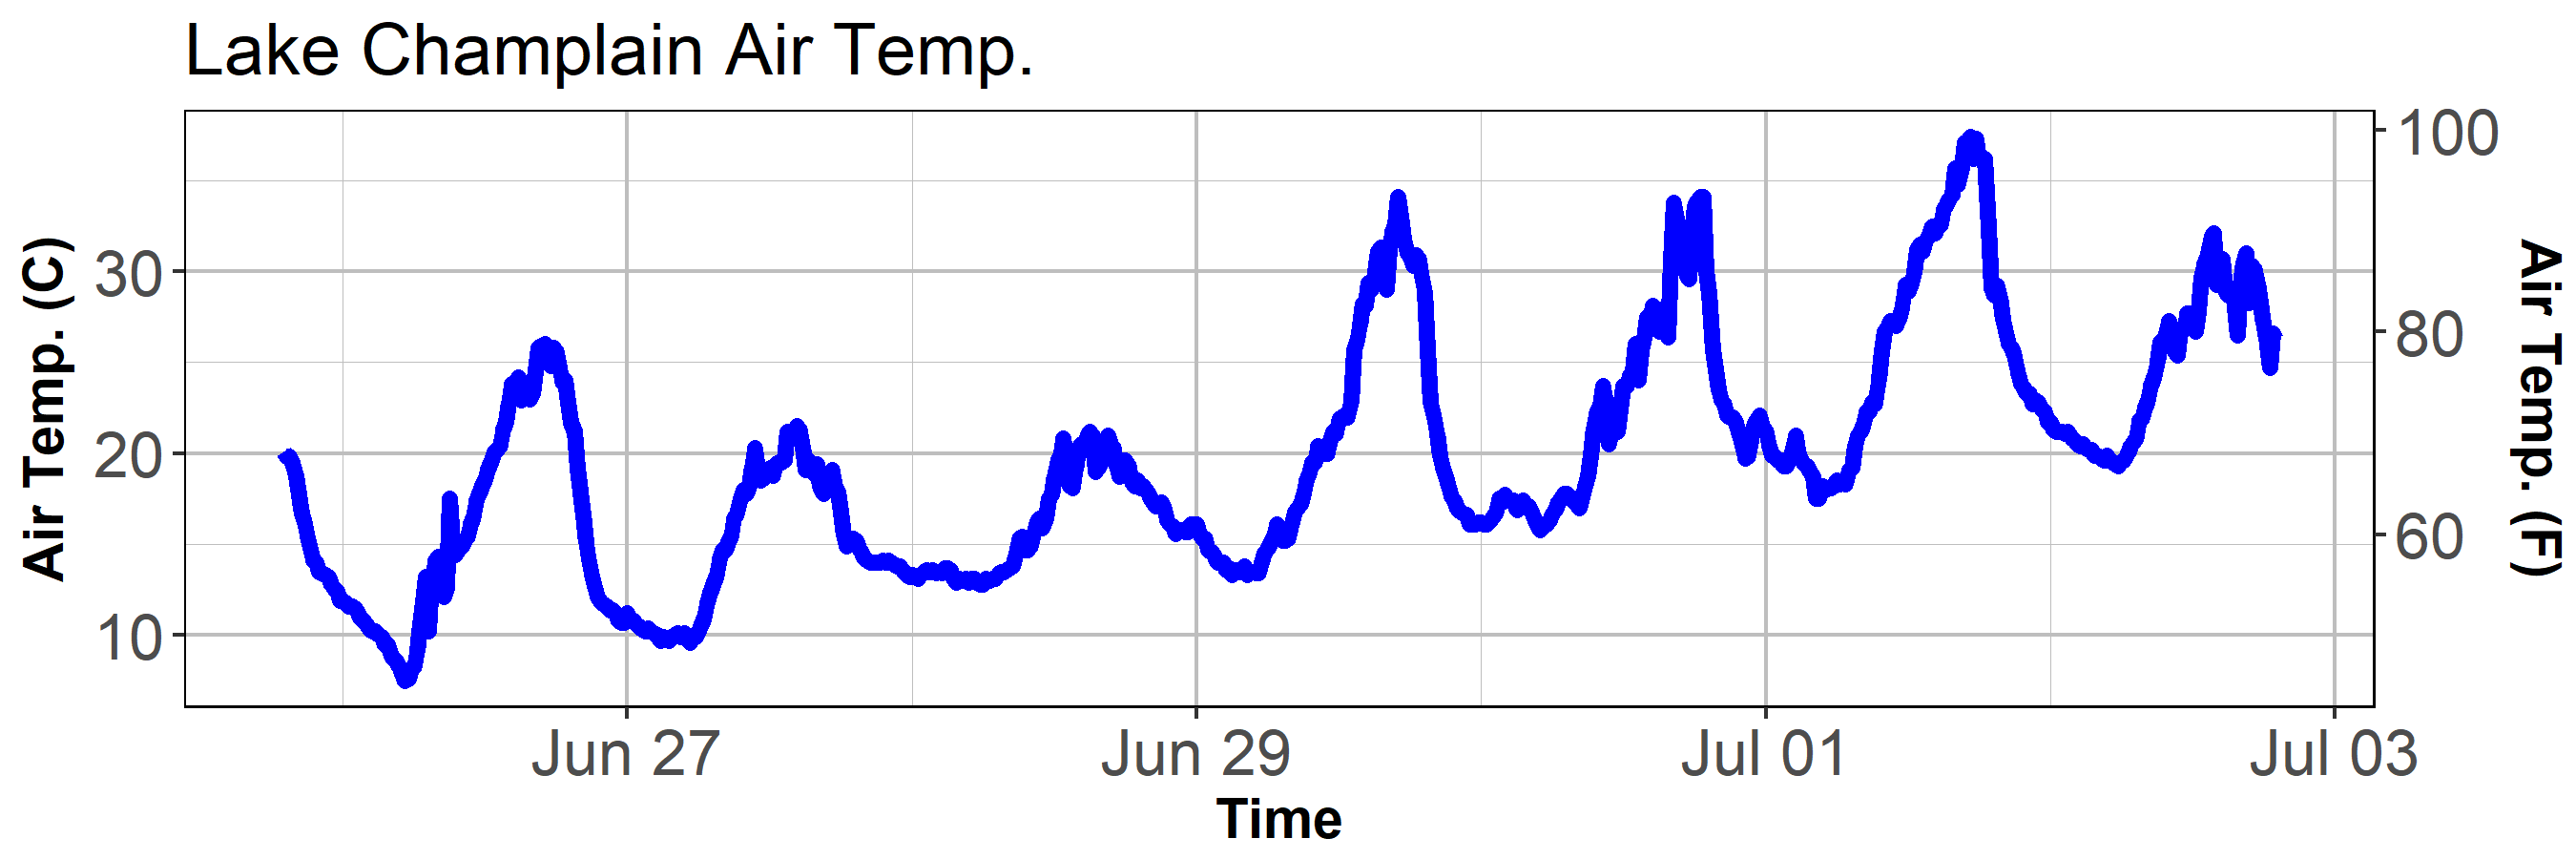 Lake Champlain Air Temp.
Air Temp. (C)
30
20
10
100
80
60
Air Temp. (F)
Jun 27
Jun 29
Jul 01
Jul 03
Time